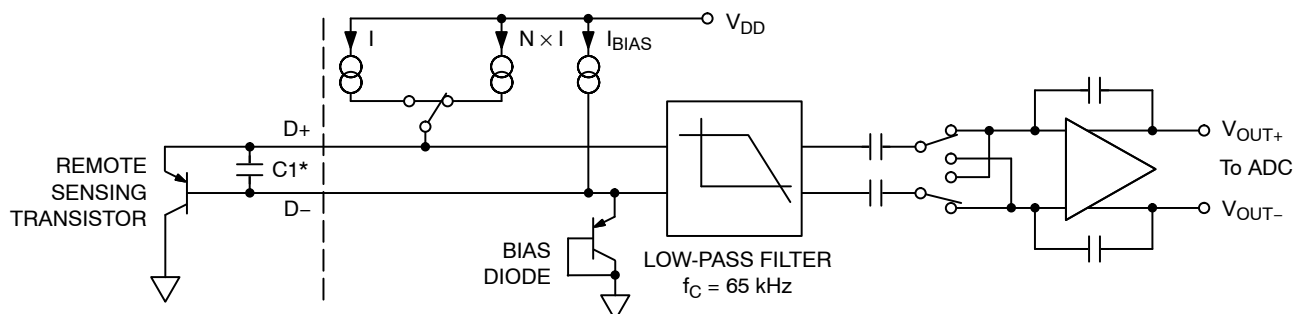 V_DD
I
N × I
I_BIAS
D+
C1*
REMOTE
SENSING
TRANSISTOR
D−
BIAS
DIODE
LOW-PASS FILTER
f_C = 65 kHz
V_OUT+
To ADC
V_OUT−